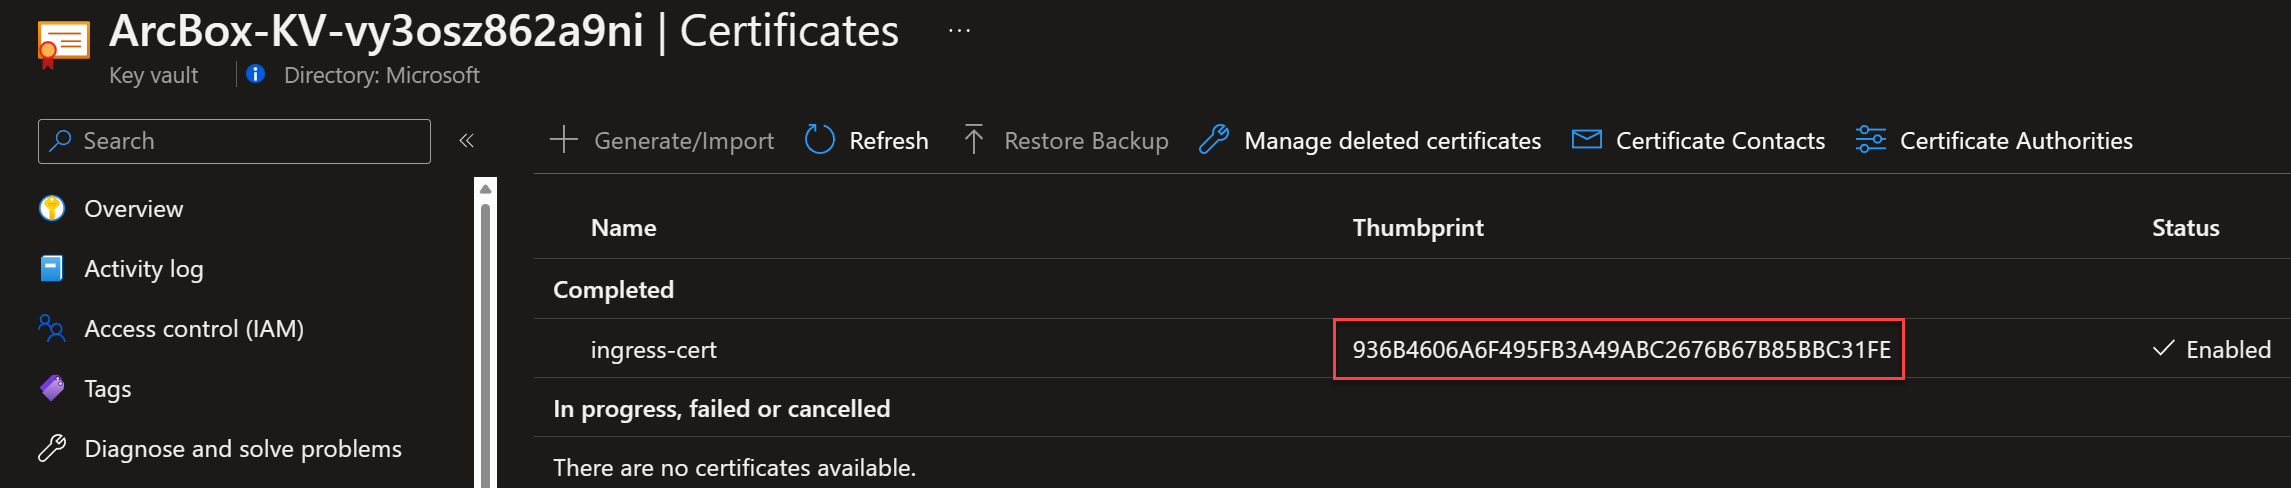 ArcBox-KV-vy3osz862a9ni | Certificates ...
Key vault Directory: Microsoft
Search
Generate/Import Refresh Restore Backup Manage deleted certificates Certificate Contacts Certificate Authorities
Overview
Activity log
Access control (IAM)
Tags
Diagnose and solve problems
Name Thumbprint Status
Completed
ingress-cert 936B4606A6F495FB3A49ABC2676B67B85BBC31FE Enabled
In progress, failed or cancelled
There are no certificates available.